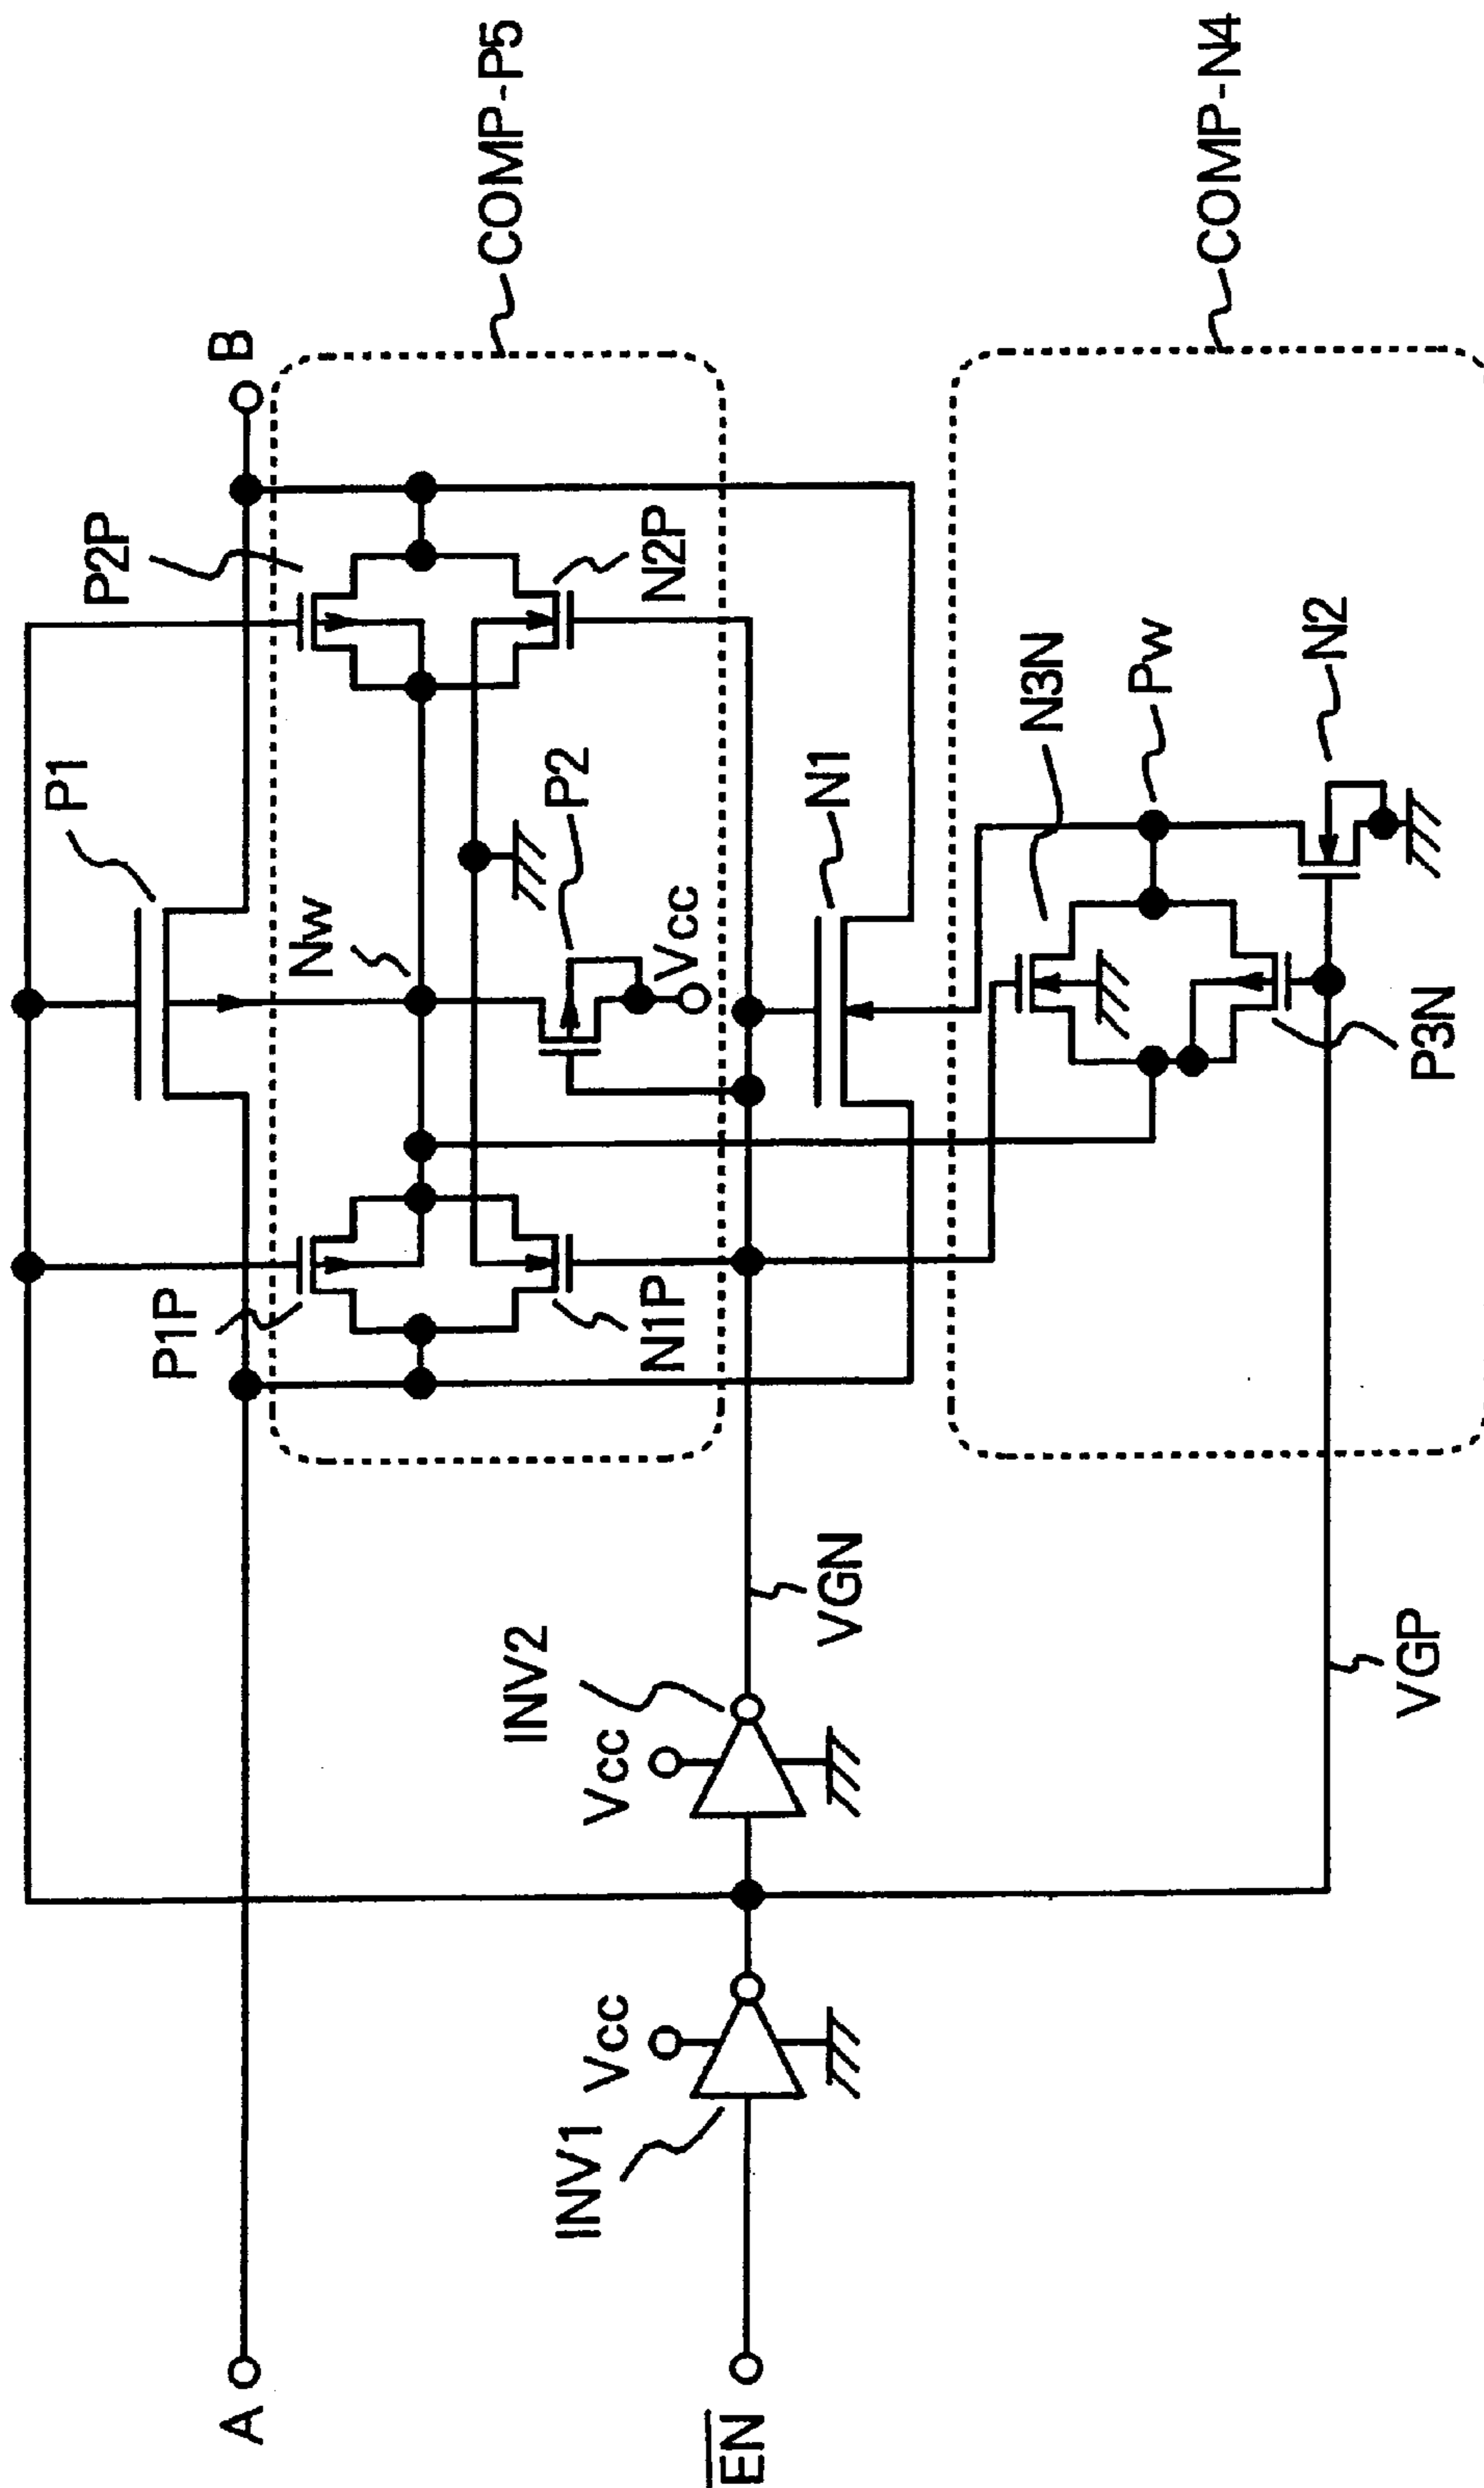 A
EN
INV1
Vcc
INV2
Vcc
VGN
VGP
P1P
N1P
P1
Nw
P2
Vcc
P2P
N2P
B
N1
N3N
Pw
N2
P3N
COMP-P5
COMP-N4